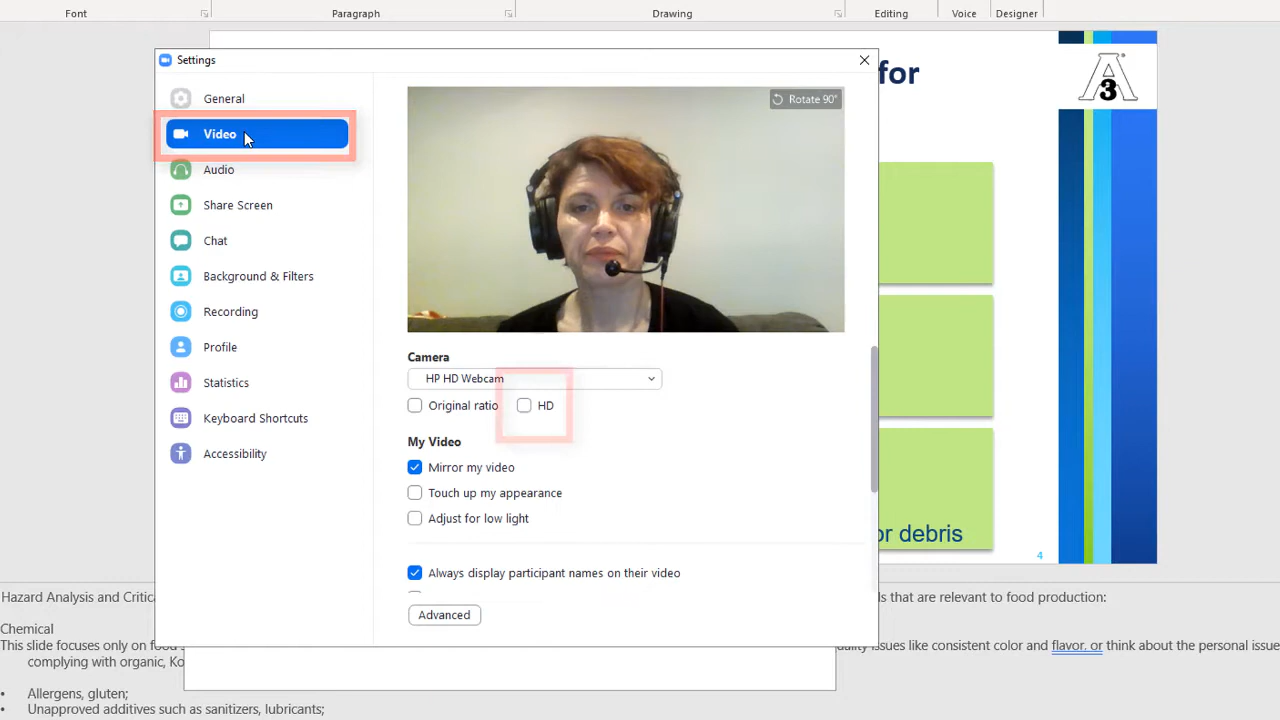 Font
Paragraph
Drawing
Editing
Voice
Designer
Settings
for
3
General
Video
Audio
Share Screen
Chat
Background & Filters
Recording
Profile
Statistics
Keyboard Shortcuts
Accessibility
Rotate 90°
Camera
HP HD Webcam
Original ratio
HD
My Video
Mirror my video
Touch up my appearance
Adjust for low light
Always display participant names on their video
Advanced
or debris
4
Hazard Analysis and Critica
ds that are relevant to food production:
Chemical
This slide focuses only on food s
uality issues like consistent color and flavor. or think about the personal issue
complying with organic, Ko
• Allergens, gluten;
• Unapproved additives such as sanitizers, lubricants;